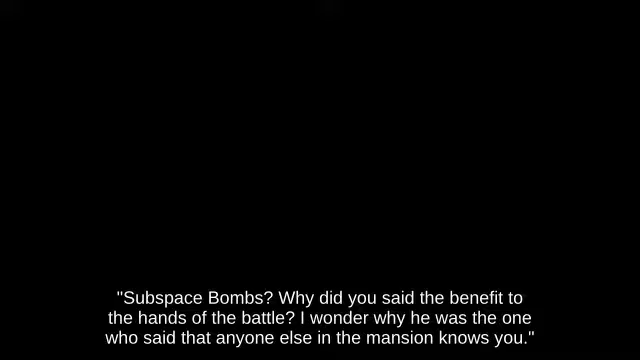 "Subspace Bombs? Why did you said the benefit to
the hands of the battle? I wonder why he was the one
who said that anyone else in the mansion knows you."